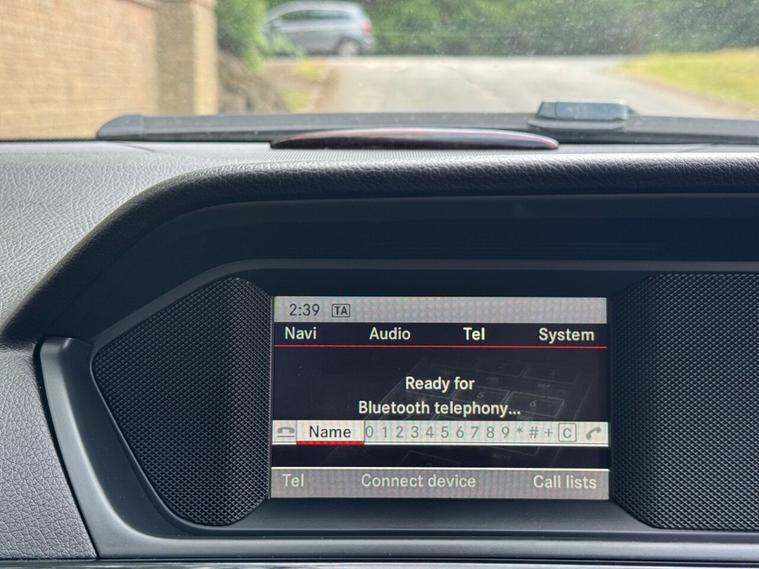 2:39 TA
Navi Audio Tel System
Ready for
Bluetooth telephony...
Name 0 1 2 3 4 5 6 7 8 9 * # + C
Tel Connect device Call lists